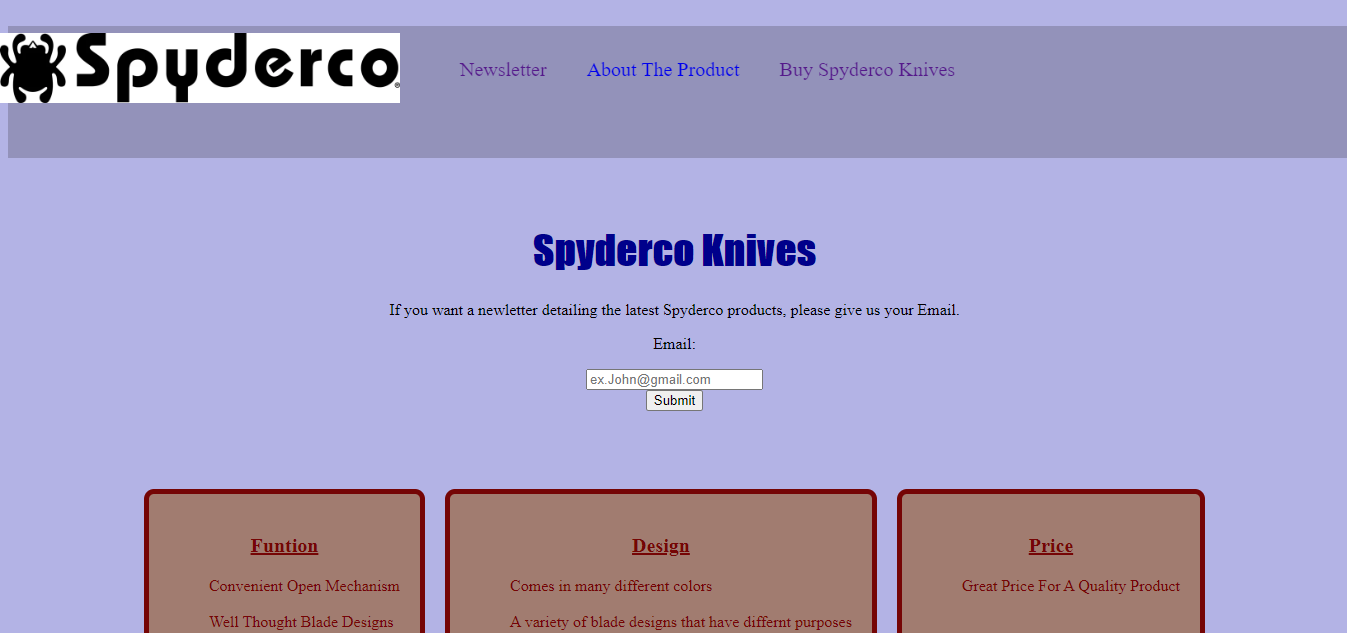 Spyderco®
Newsletter About The Product Buy Spyderco Knives
Spyderco Knives
If you want a newletter detailing the latest Spyderco products, please give us your Email.
Email:
ex.John@gmail.com
Submit
Funtion
Convenient Open Mechanism
Well Thought Blade Designs
Design
Comes in many different colors
A variety of blade designs that have differnt purposes
Price
Great Price For A Quality Product